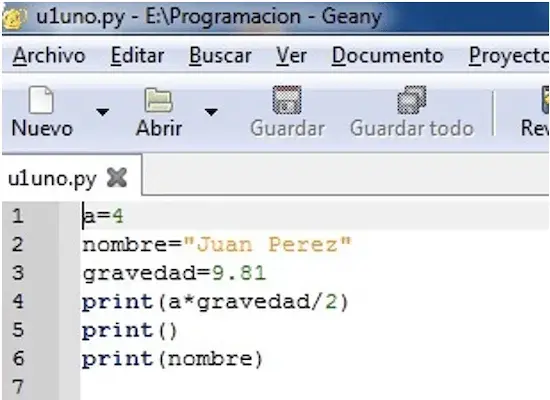 u1uno.py - E:\Programacion - Geany
Archivo Editar Buscar Ver Documento Proyecto
Nuevo Abrir Guardar Guardar todo Rev
u1uno.py
1 a=4
2 nombre="Juan Perez"
3 gravedad=9.81
4 print(a*gravedad/2)
5 print()
6 print(nombre)
7